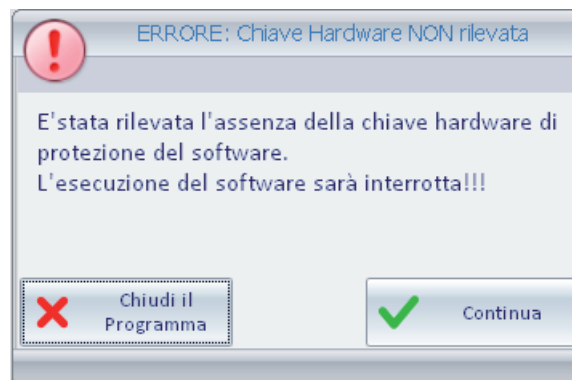 ERRORE: Chiave Hardware NON rilevata
E'stata rilevata l'assenza della chiave hardware di
protezione del software.
L'esecuzione del software sarà interrotta!!!
Chiudi il
Programma
Continua